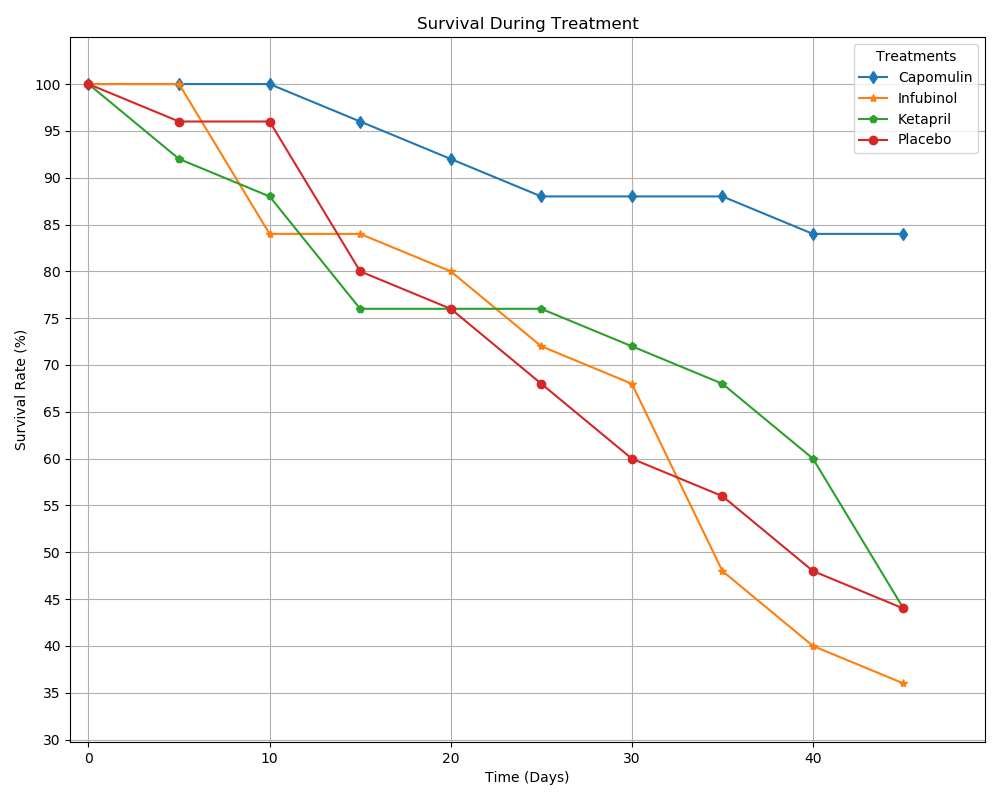 Survival During Treatment
Treatments
Capomulin
Infubinol
Ketapril
Placebo
Survival Rate (%)
100
95
90
85
80
75
70
65
60
55
50
45
40
35
30
0 10 20 30 40
Time (Days)